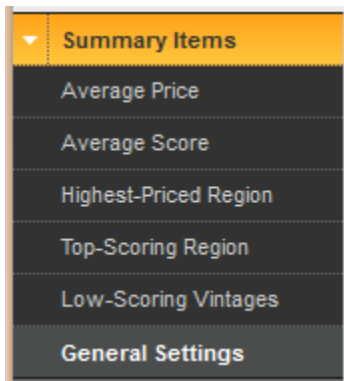 Summary Items
Average Price
Average Score
Highest-Priced Region
Top-Scoring Region
Low-Scoring Vintages
General Settings